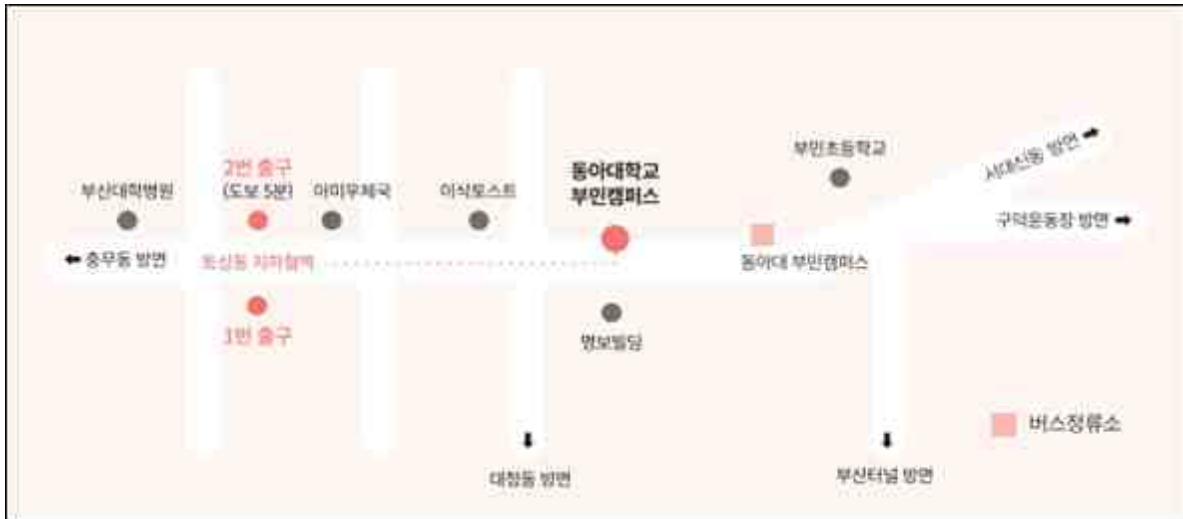 부산대학병원
2번 출구
(도보 5분)
아미우체국
이삭토스트
동아대학교
부민캠퍼스
부민초등학교
서대신동 방면
구덕운동장 방면
충무동 방면
토성동 지하철역
동아대 부민캠퍼스
1번 출구
명보빌딩
버스정류소
대청동 방면
부산터널 방면